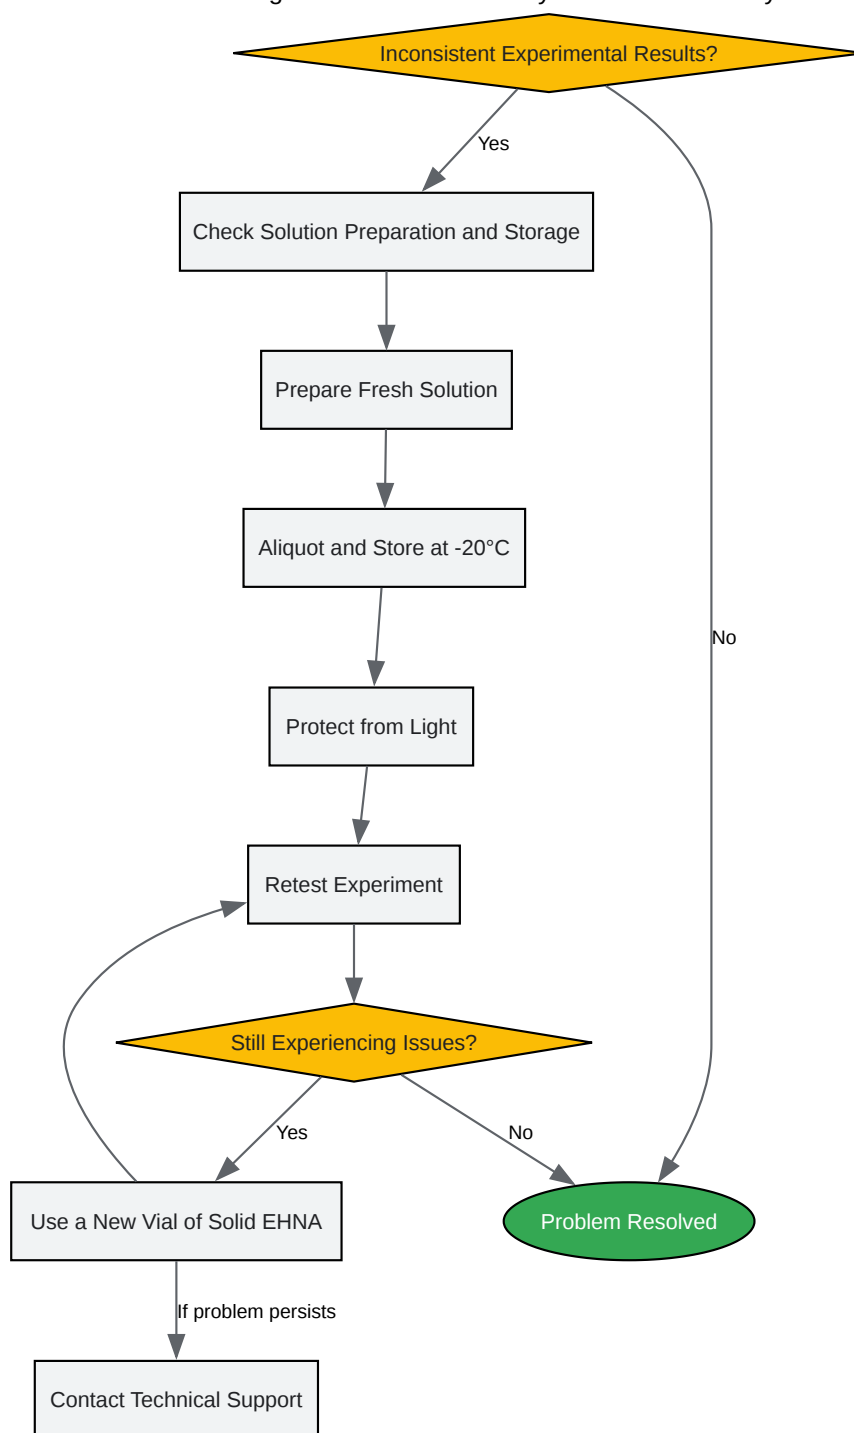 Inconsistent Experimental Results?
Yes
Check Solution Preparation and Storage
Prepare Fresh Solution
Aliquot and Store at -20°C
No
Protect from Light
Retest Experiment
Still Experiencing Issues?
Yes
No
Use a New Vial of Solid EHNA
Problem Resolved
If problem persists
Contact Technical Support